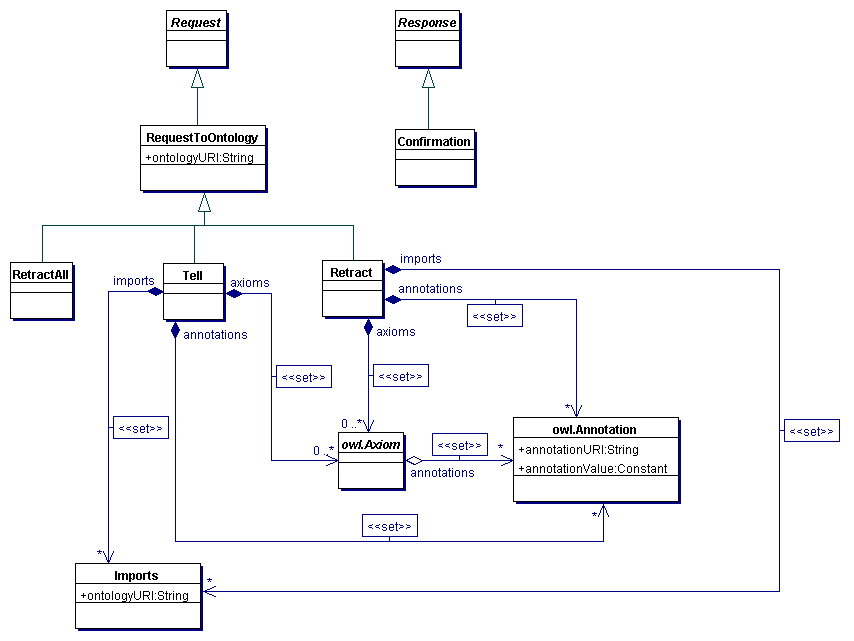 Request
Response
RequestToOntology
+ontologyURI:String
Confirmation
RetractAll
Tell
Retract
imports
axioms
imports
annotations
<<set>>
annotations
axioms
<<set>>
<<set>>
<<set>>
<<set>>
0 ..*
0 ..*
owl.Axiom
annotations
<<set>>
*
*
owl.Annotation
+annotationURI:String
+annotationValue:Constant
<<set>>
*
*
Imports
+ontologyURI:String
*